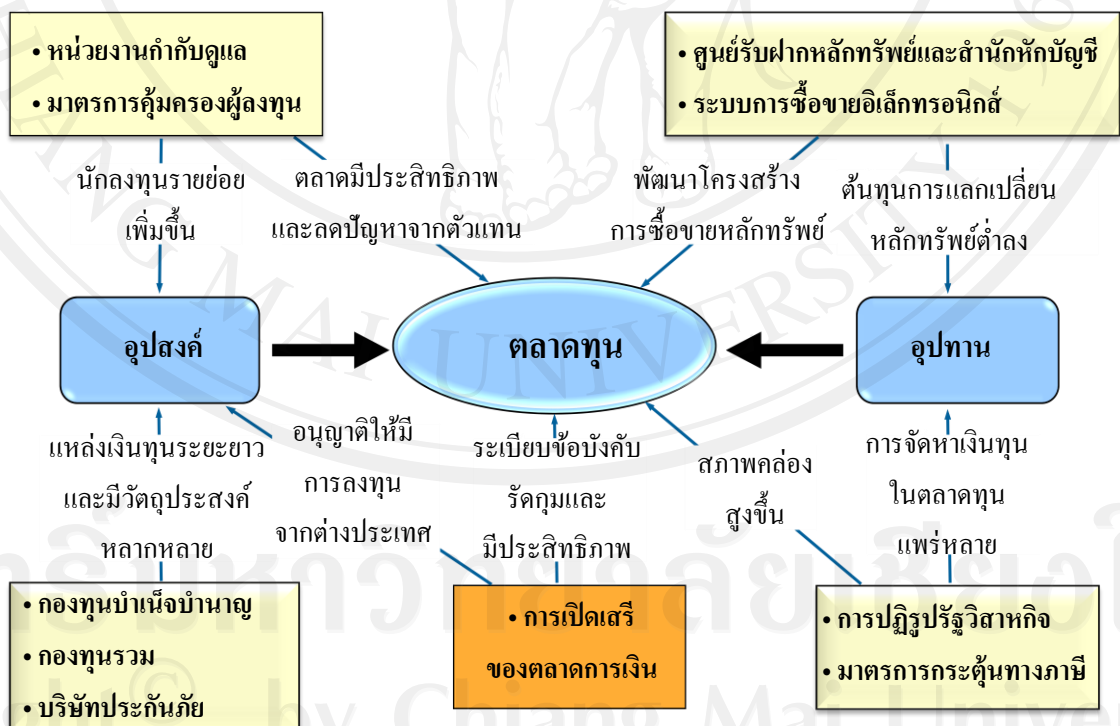 • หน่วยงานกำกับดูแล
• มาตรการคุ้มครองผู้ลงทุน
• ศูนย์รับฝากหลักทรัพย์และสำนักหักบัญชี
• ระบบการซื้อขายอิเล็กทรอนิกส์
นักลงทุนรายย่อย
เพิ่มขึ้น
ตลาดมีประสิทธิภาพ
และลดปัญหาจากตัวแทน
พัฒนาโครงสร้าง
การซื้อขายหลักทรัพย์
ต้นทุนการแลกเปลี่ยน
หลักทรัพย์ต่ำลง
อุปสงค์
ตลาดทุน
อุปทาน
แหล่งเงินทุนระยะยาว
และมีวัตถุประสงค์
หลากหลาย
อนุญาติให้มี
การลงทุน
จากต่างประเทศ
ระเบียบข้อบังคับ
รัดกุมและ
มีประสิทธิภาพ
สภาพคล่อง
สูงขึ้น
การจัดหาเงินทุน
ในตลาดทุน
แพร่หลาย
• กองทุนบำเน็จบำนาญ
• กองทุนรวม
• บริษัทประกันภัย
• การเปิดเสรี
ของตลาดการเงิน
• การปฏิรูปรัฐวิสาหกิจ
• มาตรการกระตุ้นทางภาษี
CHIANG MAI UNIVERSITY 196
by Chiang Mai Unive